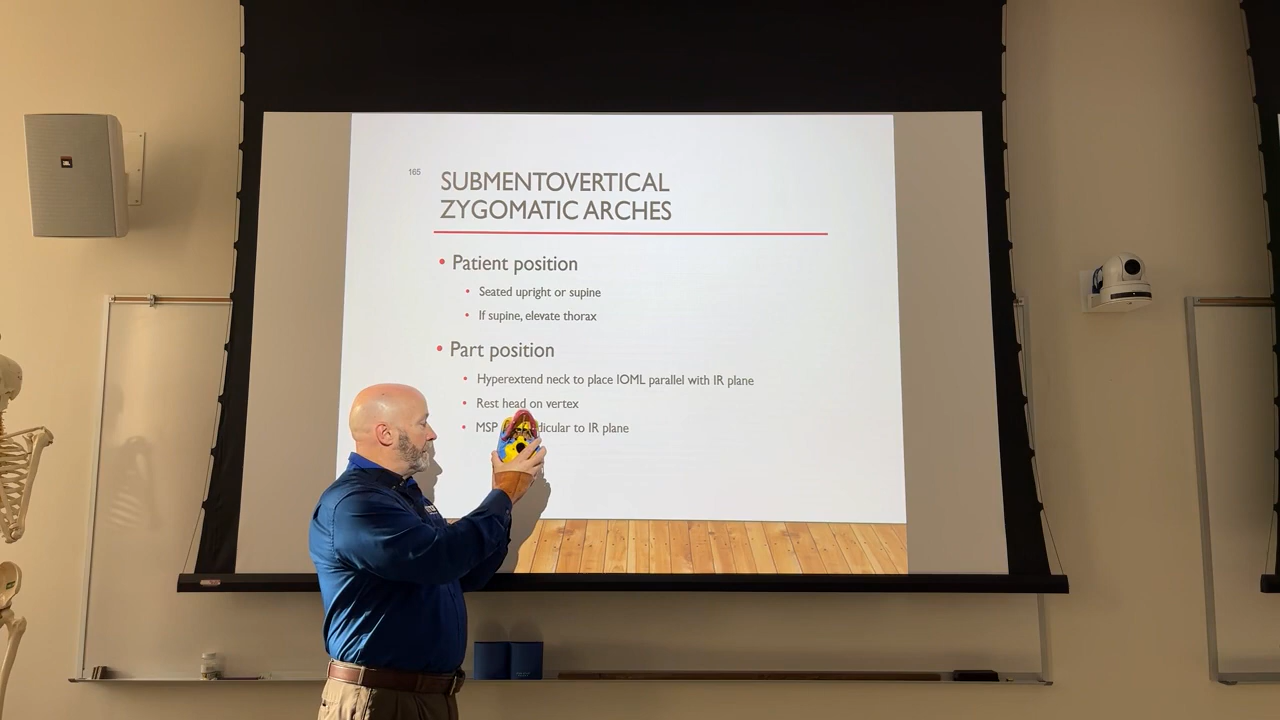 165
SUBMENTOVERTICAL
ZYGOMATIC ARCHES
• Patient position
• Seated upright or supine
• If supine, elevate thorax
• Part position
• Hyperextend neck to place IOML parallel with IR plane
• Rest head on vertex
• MSP dicular to IR plane
JBL